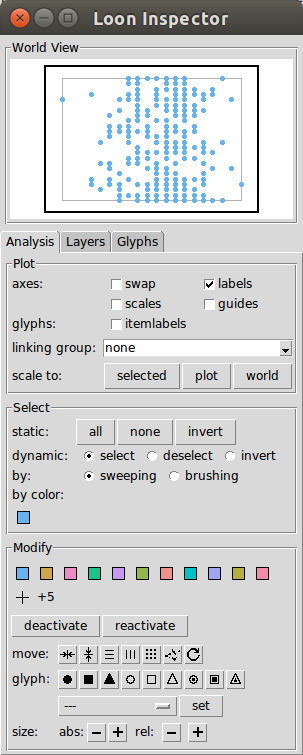 Loon Inspector
World View
Analysis Layers Glyphs
Plot
axes: swap labels
scales guides
glyphs: itemlabels
linking group: none
scale to: selected plot world
Select
static: all none invert
dynamic: select deselect invert
by: sweeping brushing
by color:
Modify
+5
deactivate reactivate
move:
glyph:
--- set
size: abs: − + rel: − +